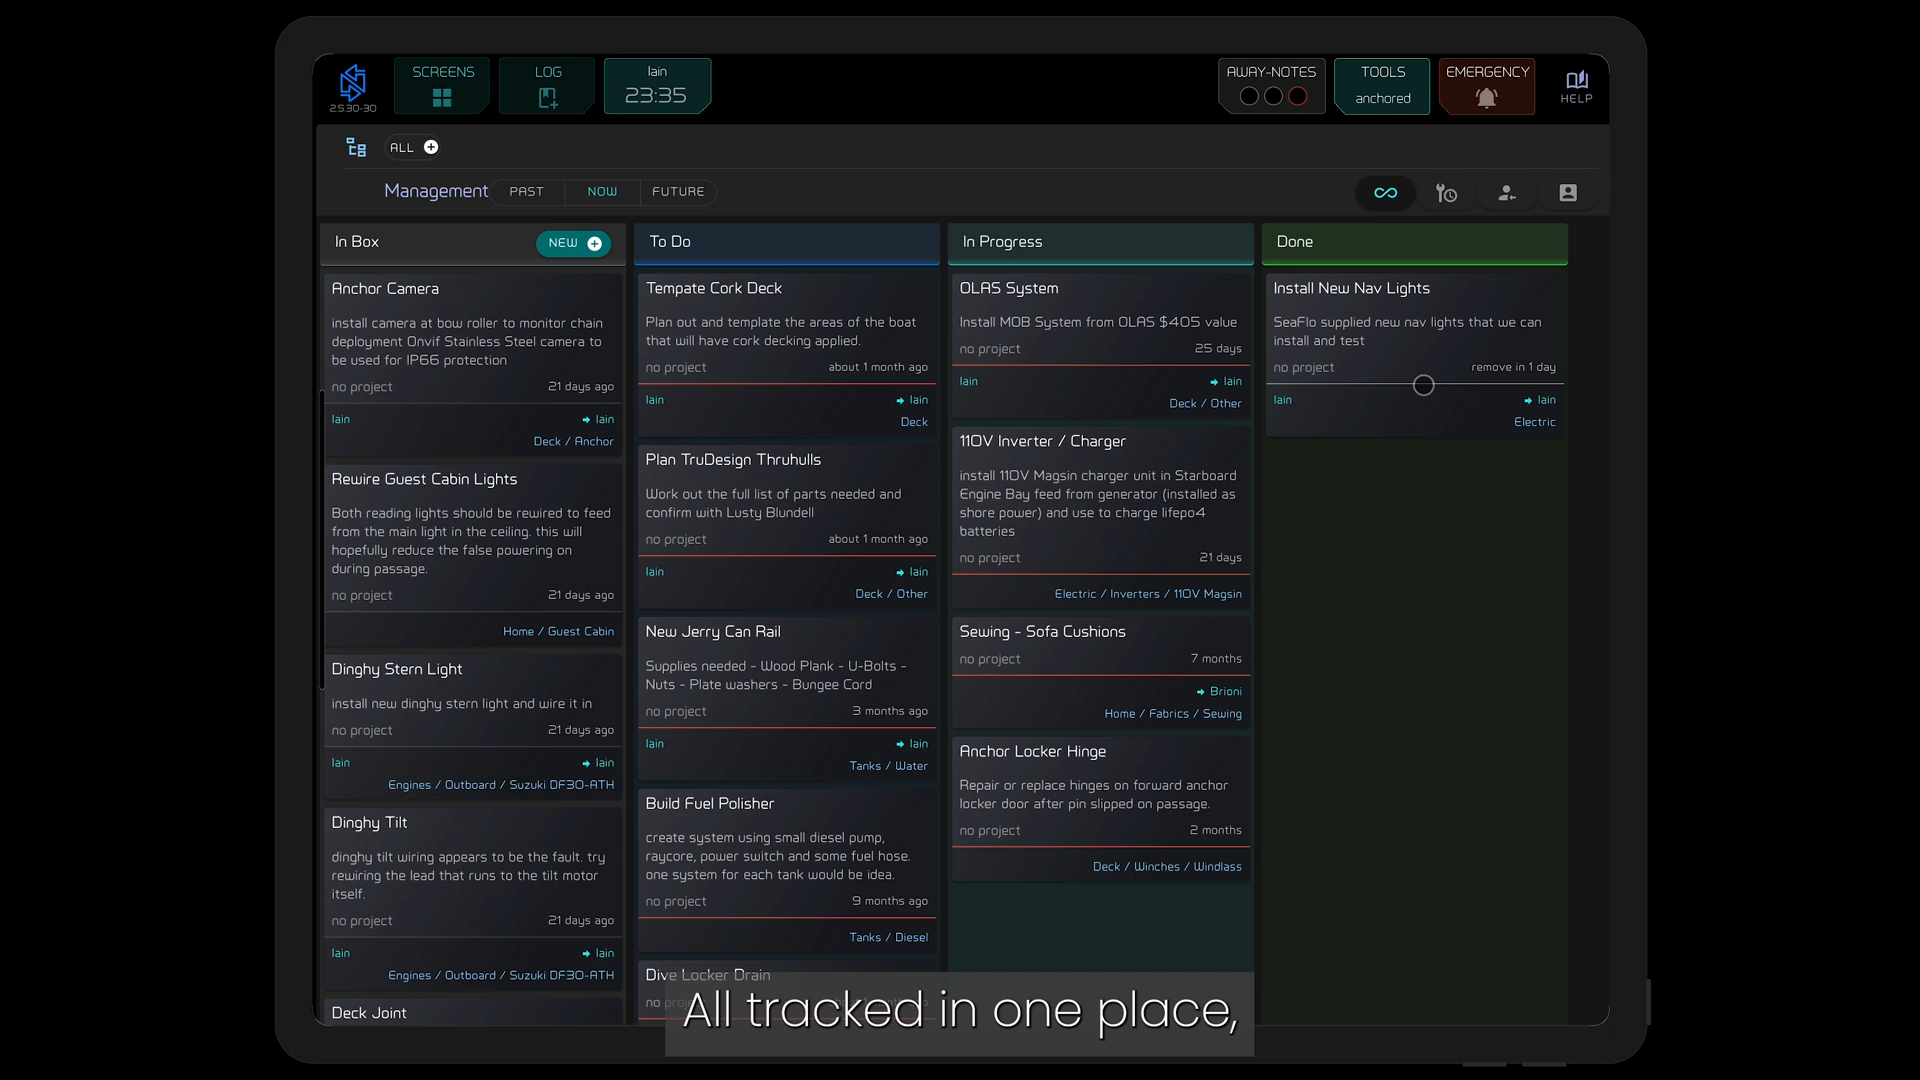 2.5.30-30
SCREENS
LOG
Iain
23:35
AWAY-NOTES
TOOLS
anchored
EMERGENCY
HELP
ALL
Management
PAST
NOW
FUTURE
In Box
NEW
Anchor Camera
install camera at bow roller to monitor chain
deployment Onvif Stainless Steel camera to
be used for IP66 protection
no project
21 days ago
Iain
Iain
Deck / Anchor
Rewire Guest Cabin Lights
Both reading lights should be rewired to feed
from the main light in the ceiling. this will
hopefully reduce the false powering on
during passage.
no project
21 days ago
Home / Guest Cabin
Dinghy Stern Light
install new dinghy stern light and wire it in
no project
21 days ago
Iain
Iain
Engines / Outboard / Suzuki DF30-ATH
Dinghy Tilt
dinghy tilt wiring appears to be the fault. try
rewiring the lead that runs to the tilt motor
itself.
no project
21 days ago
Iain
Iain
Engines / Outboard / Suzuki DF30-ATH
Deck Joint
To Do
Tempate Cork Deck
Plan out and template the areas of the boat
that will have cork decking applied.
no project
about 1 month ago
Iain
Iain
Deck
Plan TruDesign Thruhulls
Work out the full list of parts needed and
confirm with Lusty Blundell
no project
about 1 month ago
Iain
Iain
Deck / Other
New Jerry Can Rail
Supplies needed - Wood Plank - U-Bolts -
Nuts - Plate washers - Bungee Cord
no project
3 months ago
Iain
Iain
Tanks / Water
Build Fuel Polisher
create system using small diesel pump,
raycore, power switch and some fuel hose.
one system for each tank would be idea.
no project
9 months ago
Tanks / Diesel
Dive Locker Drain
In Progress
OLAS System
Install MOB System from OLAS $405 value
no project
25 days
Iain
Iain
Deck / Other
110V Inverter / Charger
install 110V Magsin charger unit in Starboard
Engine Bay feed from generator (installed as
shore power) and use to charge lifepo4
batteries
no project
21 days
Electric / Inverters / 110V Magsin
Sewing - Sofa Cushions
no project
7 months
Brioni
Home / Fabrics / Sewing
Anchor Locker Hinge
Repair or replace hinges on forward anchor
locker door after pin slipped on passage.
no project
2 months
Deck / Winches / Windlass
Done
Install New Nav Lights
SeaFlo supplied new nav lights that we can
install and test
no project
remove in 1 day
Iain
Iain
Electric
All tracked in one place,